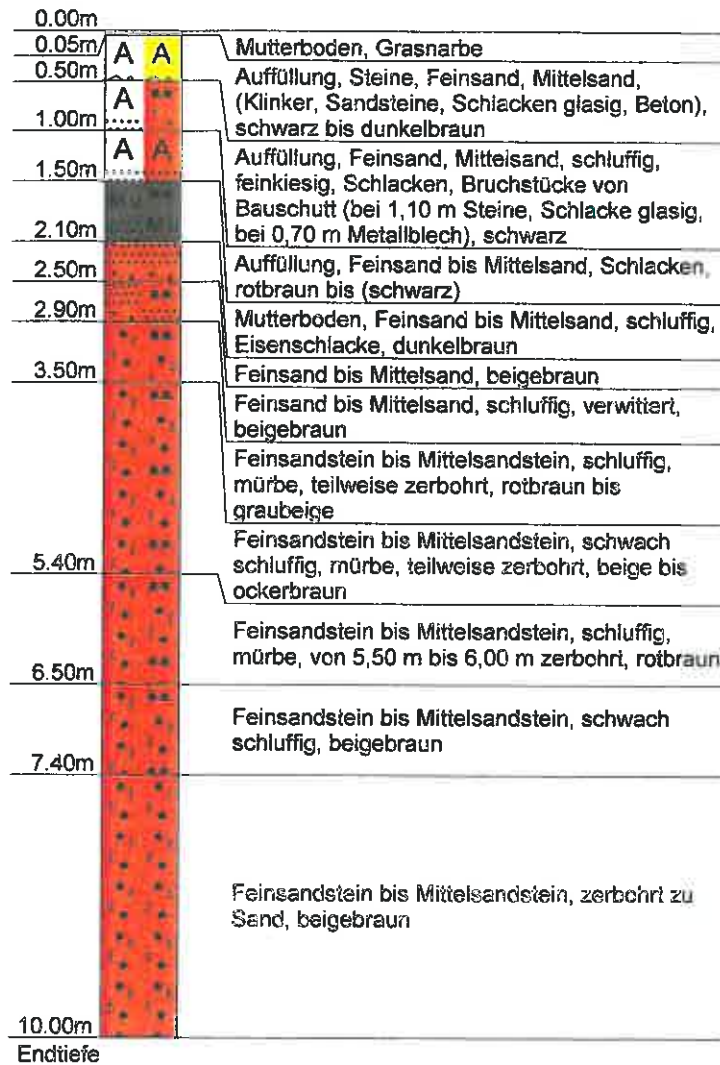 0.00m
0.05m
0.50m
1.00m
1.50m
2.10m
2.50m
2.90m
3.50m
5.40m
6.50m
7.40m
10.00m
Endtiefe
A A
A
A A
Mutterboden, Grasnarbe
Auffüllung, Steine, Feinsand, Mittelsand,
(Klinker, Sandsteine, Schlacken glasig, Beton),
schwarz bis dunkelbraun
Auffüllung, Feinsand, Mittelsand, schluffig,
feinkiesig, Schlacken, Bruchstücke von
Bauschutt (bei 1,10 m Steine, Schlacke glasig,
bei 0,70 m Metallblech), schwarz
Auffüllung, Feinsand bis Mittelsand, Schlacken,
rotbraun bis (schwarz)
Mutterboden, Feinsand bis Mittelsand, schluffig,
Eisenschlacke, dunkelbraun
Feinsand bis Mittelsand, beigebraun
Feinsand bis Mittelsand, schluffig, verwittert,
beigebraun
Feinsandstein bis Mittelsandstein, schluffig,
mürbe, teilweise zerbohrt, rotbraun bis
graubeige
Feinsandstein bis Mittelsandstein, schwach
schluffig, mürbe, teilweise zerbohrt, beige bis
ockerbraun
Feinsandstein bis Mittelsandstein, schluffig,
mürbe, von 5,50 m bis 6,00 m zerbohrt, rotbraun
Feinsandstein bis Mittelsandstein, schwach
schluffig, beigebraun
Feinsandstein bis Mittelsandstein, zerbohrt zu
Sand, beigebraun